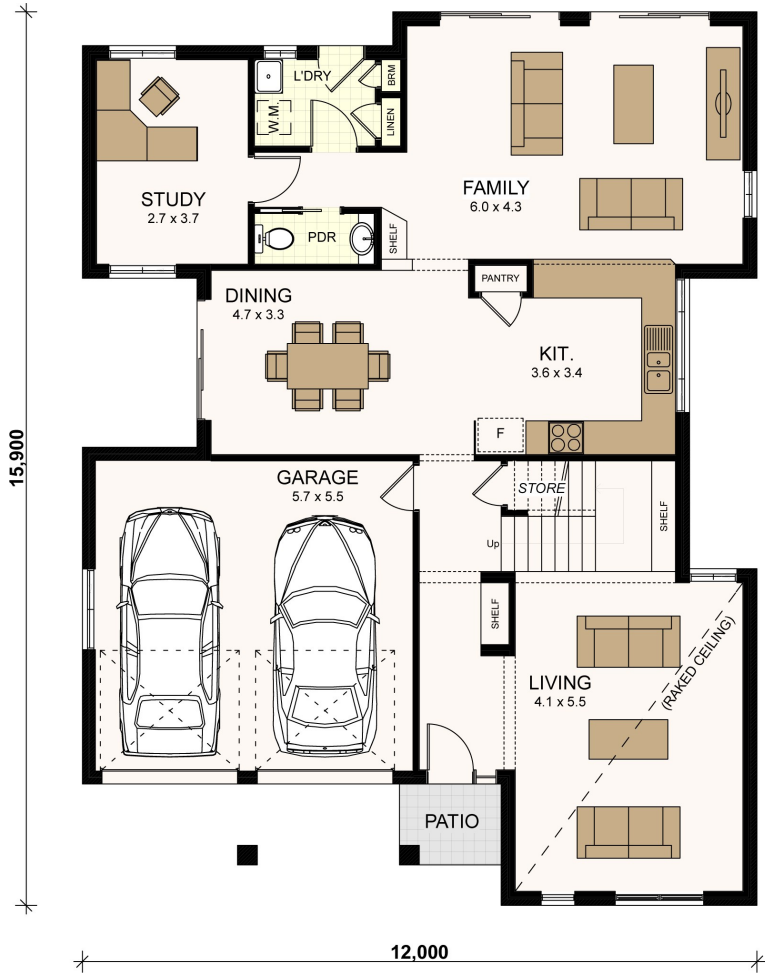 L'DRY
BRM
W.M.
LINEN
STUDY
2.7 x 3.7
FAMILY
6.0 x 4.3
PDR
SHELF
PANTRY
DINING
4.7 x 3.3
KIT.
3.6 x 3.4
F
15,900
GARAGE
5.7 x 5.5
STORE
SHELF
Up
SHELF
LIVING
4.1 x 5.5
(RAKED CEILING)
PATIO
12,000